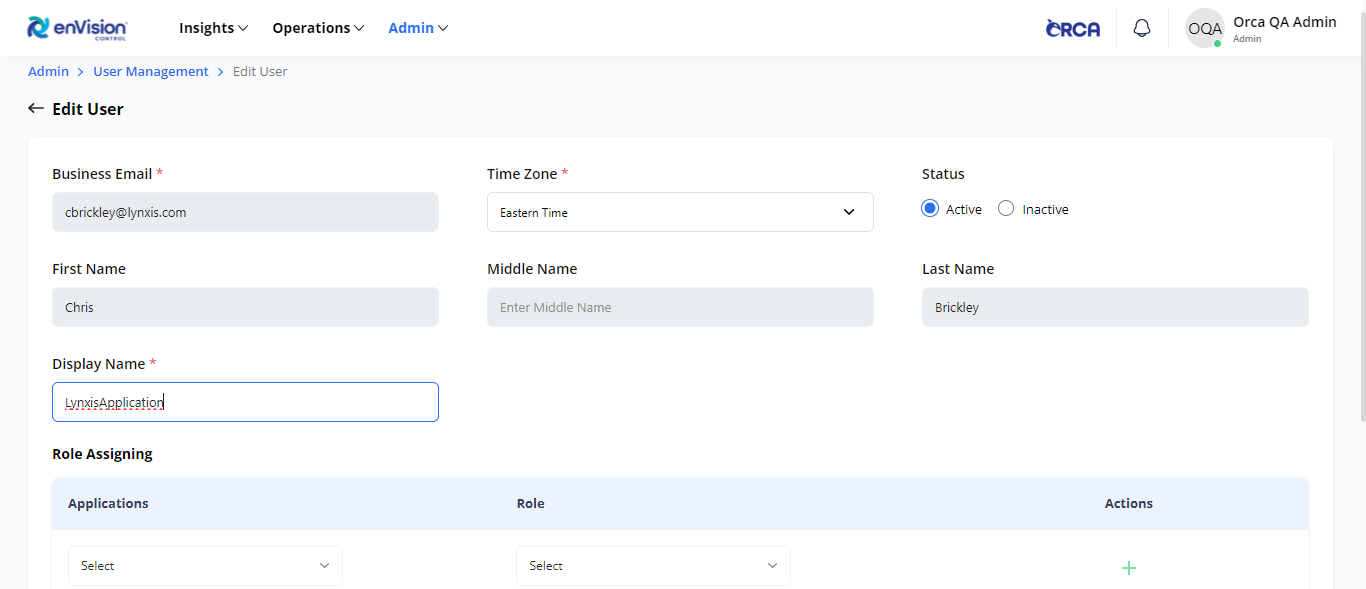 enVision
CONTROL
Insights Operations Admin
ORCA
OQA
Orca QA Admin
Admin
Admin > User Management > Edit User
← Edit User
Business Email * Time Zone * Status
cbrickley@lynxis.com Eastern Time Active Inactive
First Name Middle Name Last Name
Chris Enter Middle Name Brickley
Display Name *
LynxisApplication
Role Assigning
Applications Role Actions
Select Select +